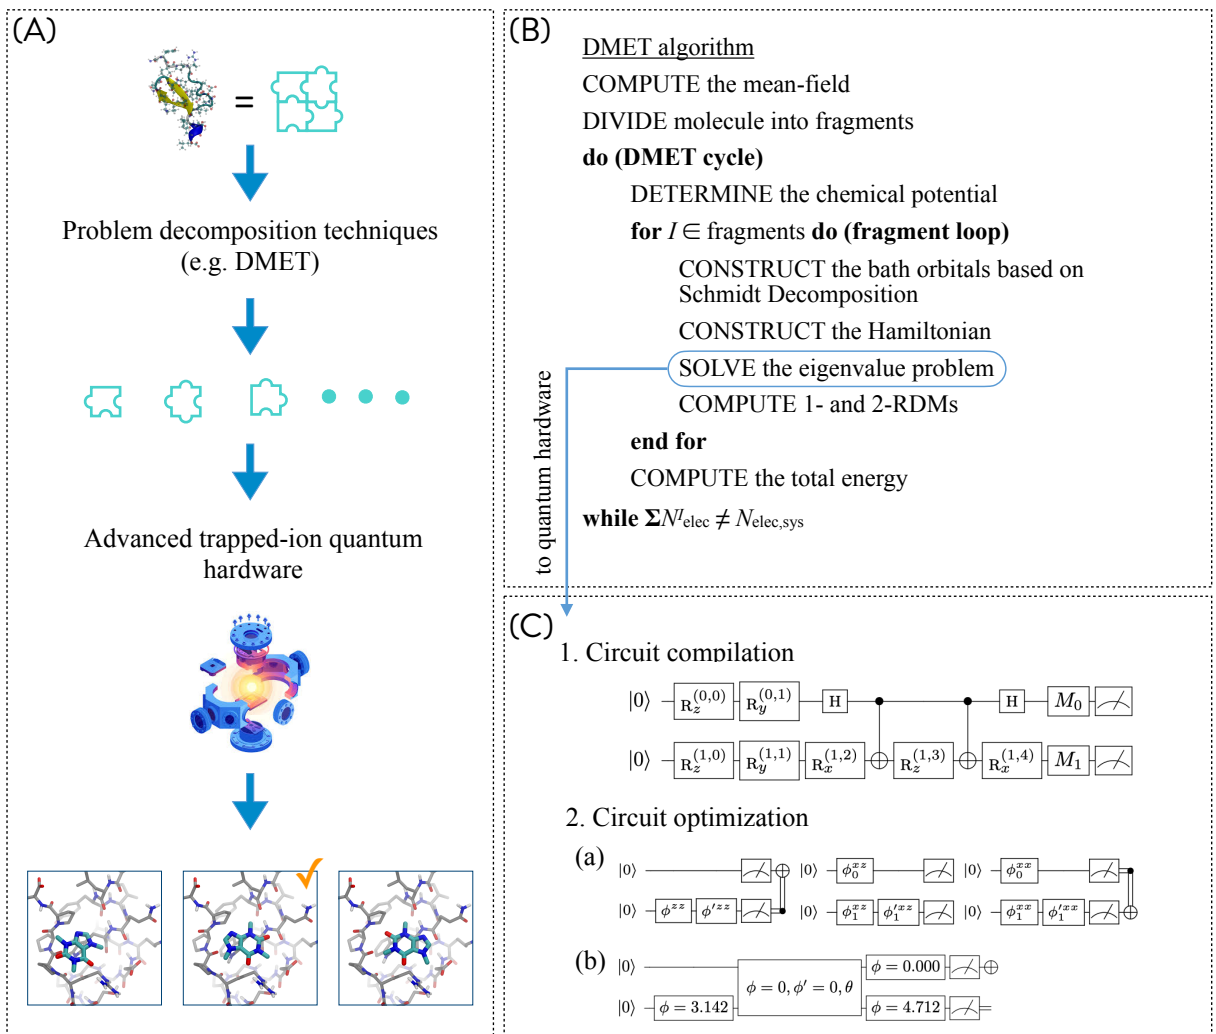 (A)
=
Problem decomposition techniques
(e.g. DMET)
Advanced trapped-ion quantum
hardware
(B)
DMET algorithm
COMPUTE the mean-field
DIVIDE molecule into fragments
do (DMET cycle)
DETERMINE the chemical potential
for I ∈ fragments do (fragment loop)
CONSTRUCT the bath orbitals based on
Schmidt Decomposition
CONSTRUCT the Hamiltonian
SOLVE the eigenvalue problem
COMPUTE 1- and 2-RDMs
end for
COMPUTE the total energy
while ΣN^I_elec ≠ N_elec,sys
to quantum hardware
(C)
1. Circuit compilation
|0⟩ R_z^(0,0) R_y^(0,1) H H M_0
|0⟩ R_z^(1,0) R_y^(1,1) R_x^(1,2) R_z^(1,3) R_x^(1,4) M_1
2. Circuit optimization
(a)
|0⟩ |0⟩ ϕ_0^xz |0⟩ ϕ_0^xx
|0⟩ ϕ^zz ϕ'^zz |0⟩ ϕ_1^xz ϕ'_1^xz |0⟩ ϕ_1^xx ϕ'_1^xx
(b)
|0⟩ ϕ = 0.000
ϕ = 0, ϕ' = 0, θ
|0⟩ ϕ = 3.142 ϕ = 4.712